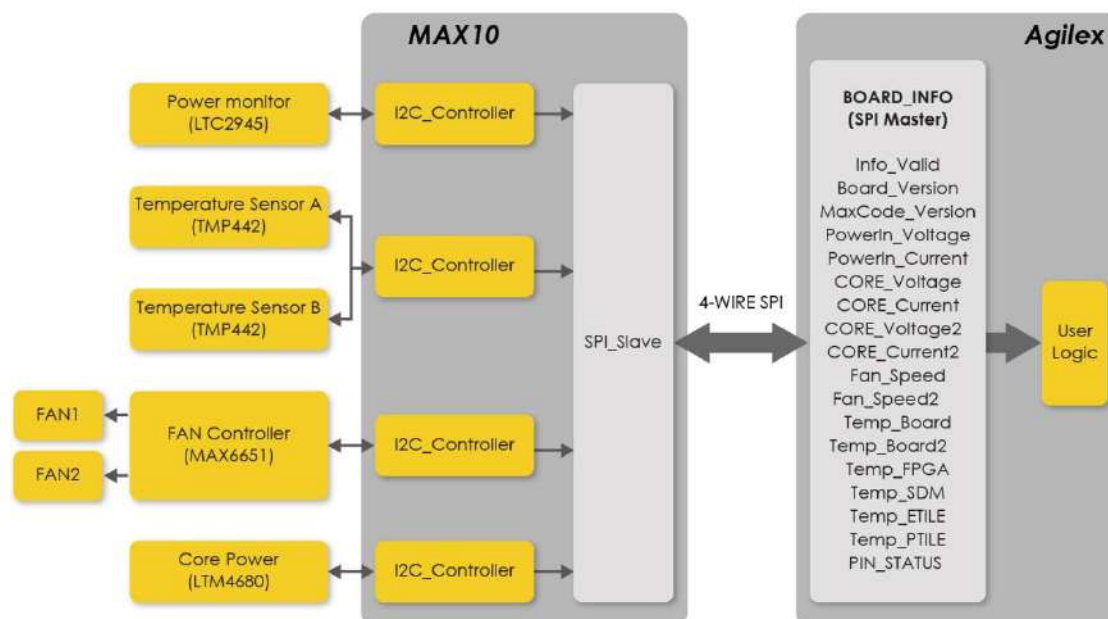 MAX10
Agilex
Power monitor
(LTC2945)
I2C_Controller
Temperature Sensor A
(TMP442)
I2C_Controller
Temperature Sensor B
(TMP442)
FAN1
FAN2
FAN Controller
(MAX6651)
I2C_Controller
Core Power
(LTM4680)
I2C_Controller
SPI_Slave
4-WIRE SPI
BOARD_INFO
(SPI Master)
Info_Valid
Board_Version
MaxCode_Version
PowerIn_Voltage
PowerIn_Current
CORE_Voltage
CORE_Current
CORE_Voltage2
CORE_Current2
Fan_Speed
Fan_Speed2
Temp_Board
Temp_Board2
Temp_FPGA
Temp_SDM
Temp_ETILE
Temp_PTILE
PIN_STATUS
User
Logic